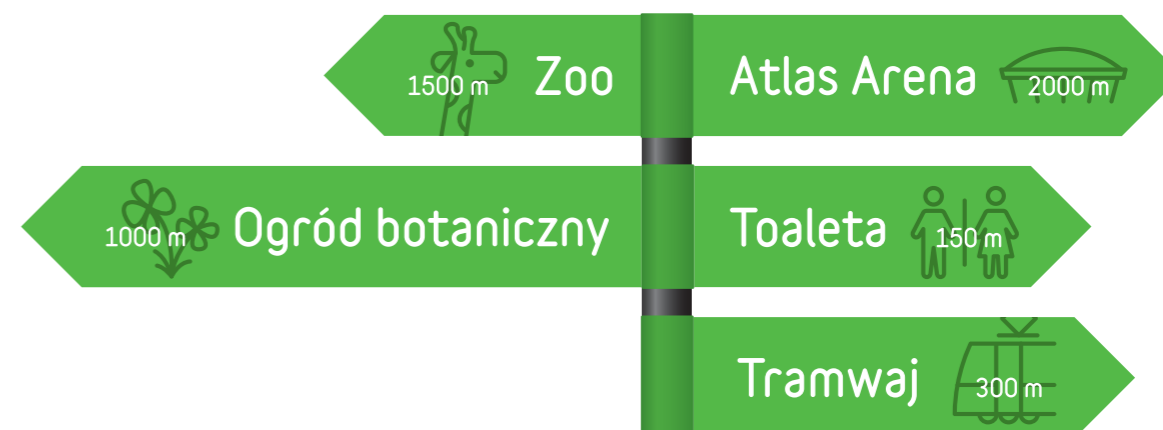 1500 m Zoo
Atlas Arena 2000 m
1000 m Ogród botaniczny
Toaleta 150 m
Tramwaj 300 m